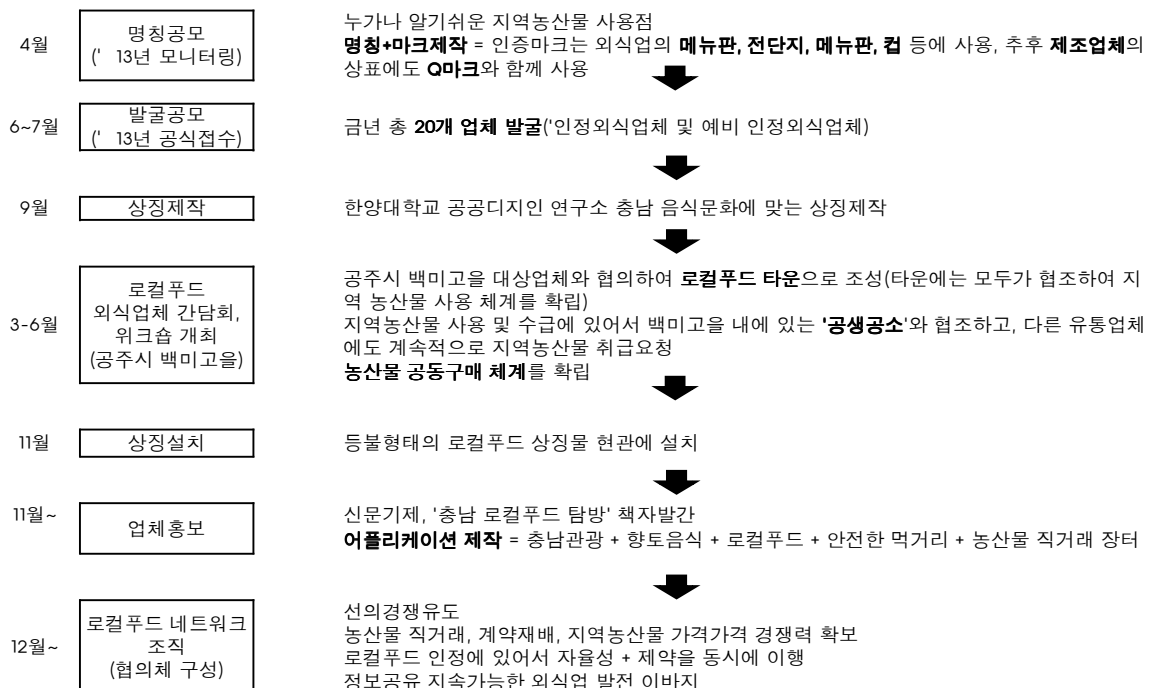 4월
명칭공모
(' 13년 모니터링)
누가나 알기쉬운 지역농산물 사용점
명칭+마크제작 = 인증마크는 외식업의 메뉴판, 전단지, 메뉴판, 컵 등에 사용, 추후 제조업체의
상표에도 Q마크와 함께 사용
6~7월
발굴공모
(' 13년 공식접수)
금년 총 20개 업체 발굴('인정외식업체 및 예비 인정외식업체)
9월
상징제작
한양대학교 공공디지인 연구소 충남 음식문화에 맞는 상징제작
3-6월
로컬푸드
외식업체 간담회,
위크숍 개최
(공주시 백미고을)
공주시 백미고을 대상업체와 협의하여 로컬푸드 타운으로 조성(타운에는 모두가 협조하여 지
역 농산물 사용 체계를 확립)
지역농산물 사용 및 수급에 있어서 백미고을 내에 있는 '공생공소'와 협조하고, 다른 유통업체
에도 계속적으로 지역농산물 취급요청
농산물 공동구매 체계를 확립
11월
상징설치
등불형태의 로컬푸드 상징물 현관에 설치
11월~
업체홍보
신문기제, '충남 로컬푸드 탐방' 책자발간
어플리케이션 제작 = 충남관광 + 향토음식 + 로컬푸드 + 안전한 먹거리 + 농산물 직거래 장터
12월~
로컬푸드 네트워크
조직
(협의체 구성)
선의경쟁유도
농산물 직거래, 계약재배, 지역농산물 가격가격 경쟁력 확보
로컬푸드 인정에 있어서 자율성 + 제약을 동시에 이행
정보공유 지속가능한 외식업 발전 이바지